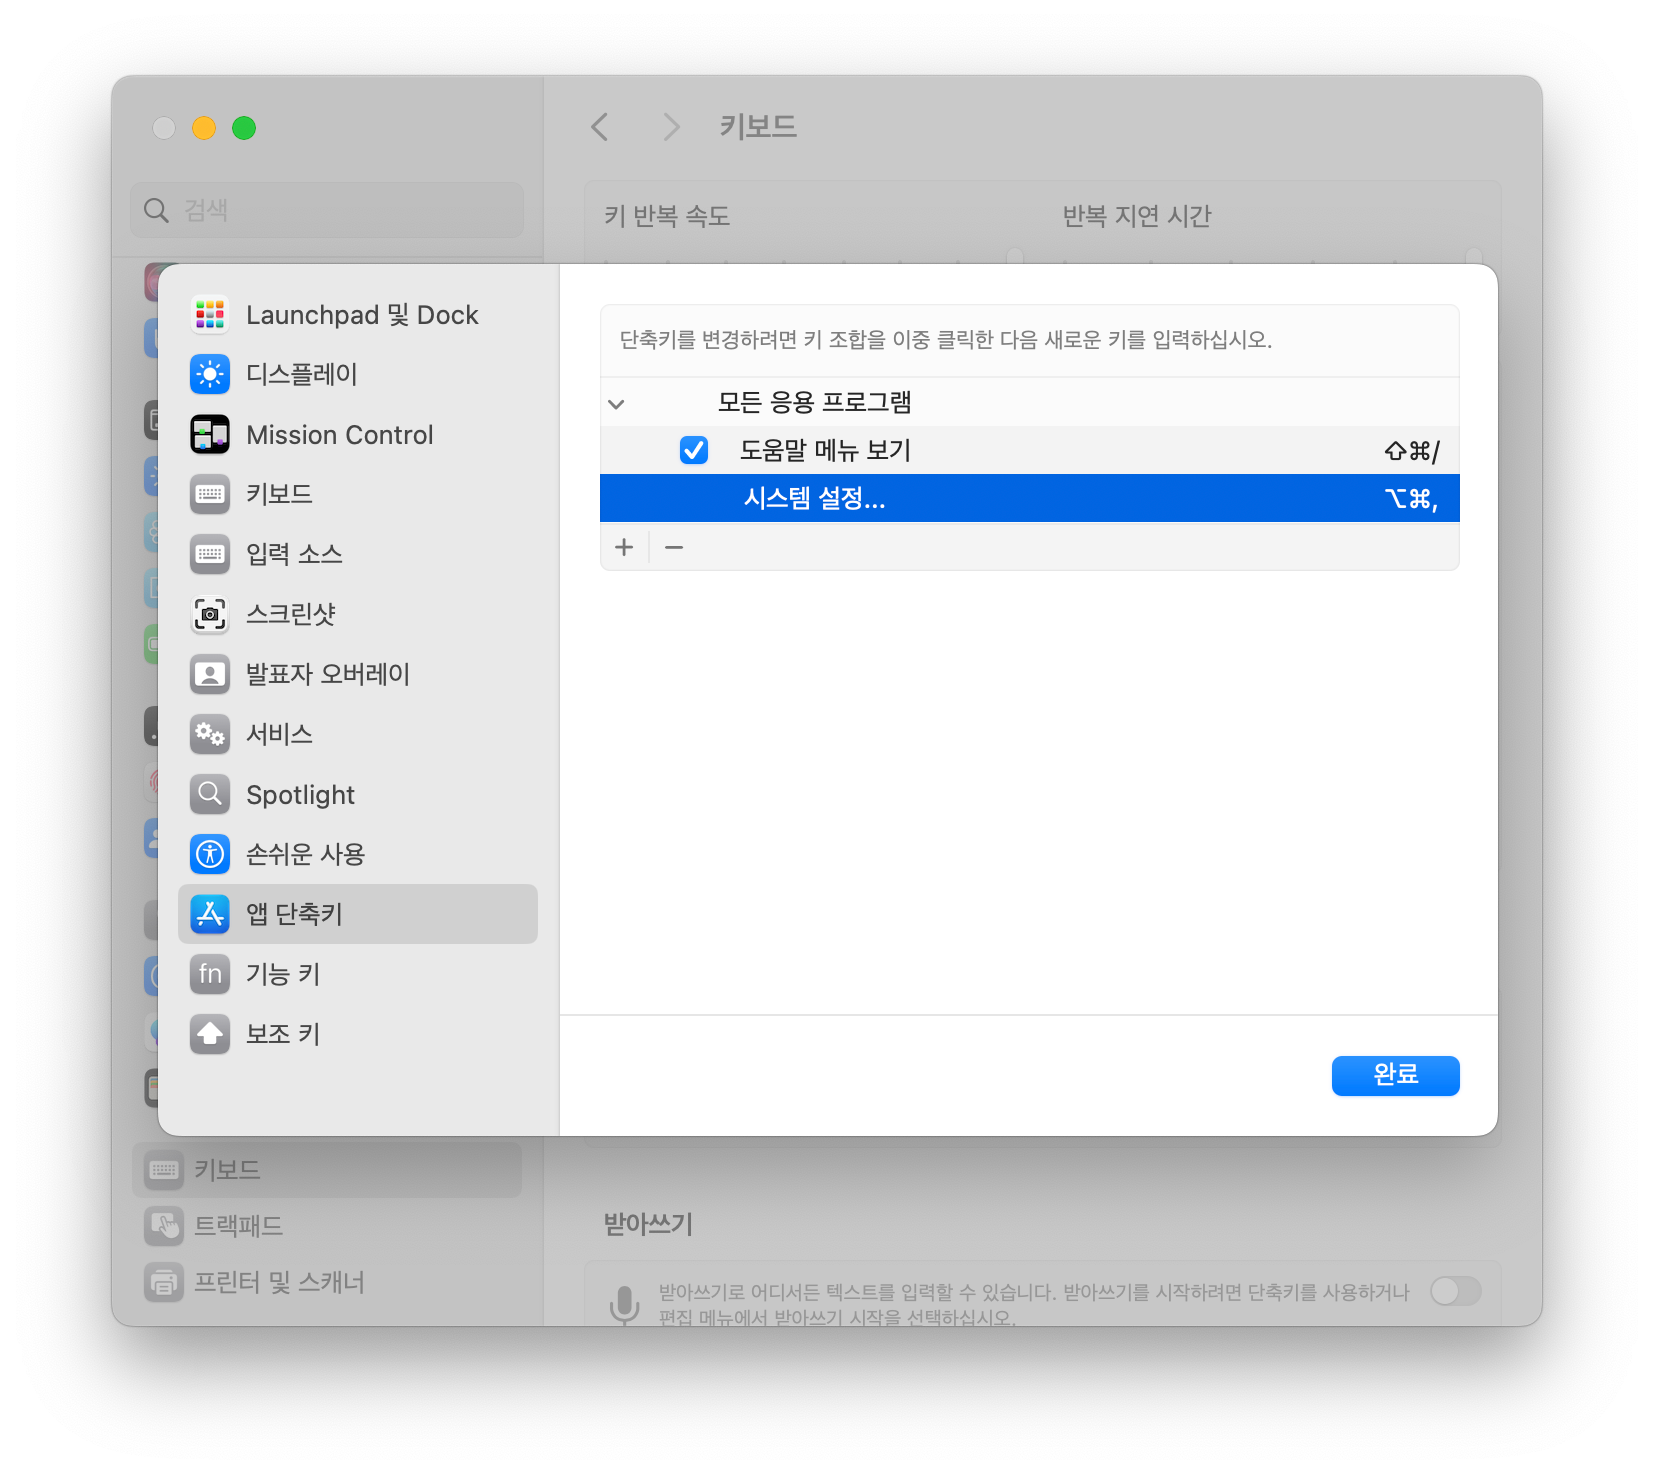 키보드
검색
키 반복 속도
반복 지연 시간
Launchpad 및 Dock
디스플레이
Mission Control
키보드
입력 소스
스크린샷
발표자 오버레이
서비스
Spotlight
손쉬운 사용
앱 단축키
fn 기능 키
보조 키
단축키를 변경하려면 키 조합을 이중 클릭한 다음 새로운 키를 입력하십시오.
모든 응용 프로그램
도움말 메뉴 보기 ⇧⌘/
시스템 설정... ⌥⌘,
+ −
완료
키보드
트랙패드
프린터 및 스캐너
받아쓰기
받아쓰기로 어디서든 텍스트를 입력할 수 있습니다. 받아쓰기를 시작하려면 단축키를 사용하거나
편집 메뉴에서 받아쓰기 시작을 선택하십시오.